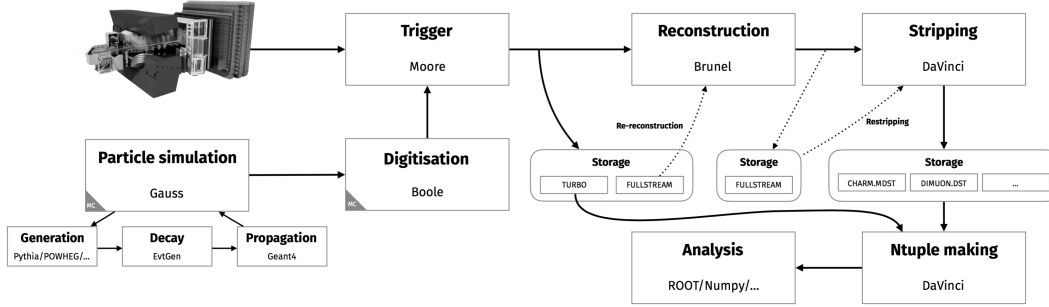 Trigger
Moore
Reconstruction
Brunel
Stripping
DaVinci
Re-reconstruction
Restripping
Particle simulation
Gauss
MC
Digitisation
Boole
MC
Storage
TURBO
FULLSTREAM
Storage
FULLSTREAM
Storage
CHARM.MDST
DIMUON.DST
...
Generation
Pythia/POWHEG/...
Decay
EvtGen
Propagation
Geant4
Analysis
ROOT/Numpy/...
Ntuple making
DaVinci